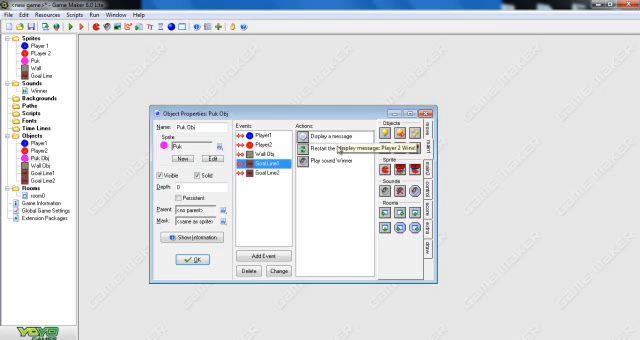 <new game>* - Game Maker 8.0 Lite
File Edit Resources Scripts Run Window Help
Sprites
Player 1
PLayer 2
Puk
Wall
Goal Line
Sounds
Winner
Backgrounds
Paths
Scripts
Fonts
Time Lines
Objects
Player1
Player2
Puk Obj
Wall Obj
Goal Line1
Goal Line2
Rooms
room0
Game Information
Global Game Settings
Extension Packages
YOYO
GAMES
Object Properties: Puk Obj
Name: Puk Obj
Sprite
Puk
New Edit
Visible Solid
Depth: 0
Persistent
Parent: <no parent>
Mask: <same as sprite>
Show Information
OK
Events:
Player1
Player2
Wall Obj
Goal Line1
Goal Line2
Add Event
Delete Change
Actions:
Display a message
Restart the
Display message: Player 2 Wins
Play sound Winner
Objects
Sprite
Sounds
Rooms
move
main1
main2
control
score
extra
draw
GAME MAKER